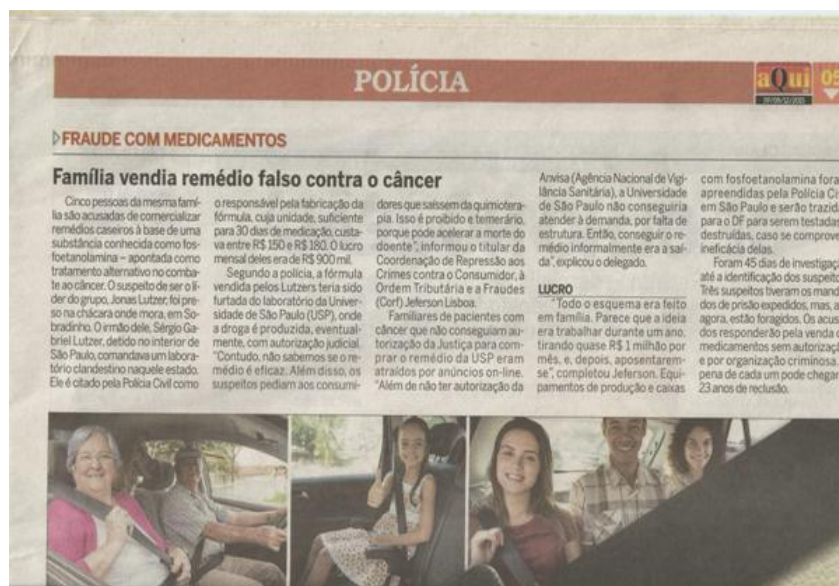 POLÍCIA
aQui
05
▷FRAUDE COM MEDICAMENTOS
Família vendia remédio falso contra o câncer
Cinco pessoas da mesma famí-
lia são acusadas de comercializar
remédios caseiros à base de uma
substância conhecida como fos-
foetanolamina – apontada como
tratamento alternativo no comba-
te ao câncer. O suspeito de ser o lí-
der do grupo, Jonas Lutzer, foi pre-
so na chácara onde mora, em So-
bradinho. O irmão dele, Sérgio Ga-
briel Lutzer, detido no interior de
São Paulo, comandava um labora-
tório clandestino naquele estado.
Ele é citado pela Polícia Civil como
o responsável pela fabricação da
fórmula, cuja unidade, suficiente
para 30 dias de medicação, custa-
va entre R$ 150 e R$ 180. O lucro
mensal deles era de R$ 900 mil.
Segundo a polícia, a fórmula
vendida pelos Lutzers teria sido
furtada do laboratório da Univer-
sidade de São Paulo (USP), onde
a droga é produzida, eventual-
mente, com autorização judicial.
"Contudo, não sabemos se o re-
médio é eficaz. Além disso, os
suspeitos pediam aos consumi-
dores que saíssem da quimiotera-
pia. Isso é proibido e temerário,
porque pode acelerar a morte do
doente", informou o titular da
Coordenação de Repressão aos
Crimes contra o Consumidor, à
Ordem Tributária e a Fraudes
(Corf) Jeferson Lisboa.
Familiares de pacientes com
câncer que não conseguiam au-
torização da Justiça para com-
prar o remédio da USP eram
atraídos por anúncios on-line.
"Além de não ter autorização da
Anvisa (Agência Nacional de Vigi-
lância Sanitária), a Universidade
de São Paulo não conseguiria
atender à demanda, por falta de
estrutura. Então, conseguir o re-
médio informalmente era a saí-
da", explicou o delegado.
LUCRO
"Todo o esquema era feito
em família. Parece que a ideia
era trabalhar durante um ano,
tirando quase R$ 1 milhão por
mês, e, depois, aposentarem-
se", completou Jeferson. Equi-
pamentos de produção e caixas
com fosfoetanolamina fora
apreendidas pela Polícia Ci
em São Paulo e serão trazid
para o DF para serem testadas
destruídas, caso se comprove
ineficácia delas.
Foram 45 dias de investigaç
até a identificação dos suspeito
Três suspeitos tiveram os mand
dos de prisão expedidos, mas, a
agora, estão foragidos. Os acus
dos responderão pela venda
medicamentos sem autorizaç
e por organização criminosa.
pena de cada um pode chegar
23 anos de reclusão.